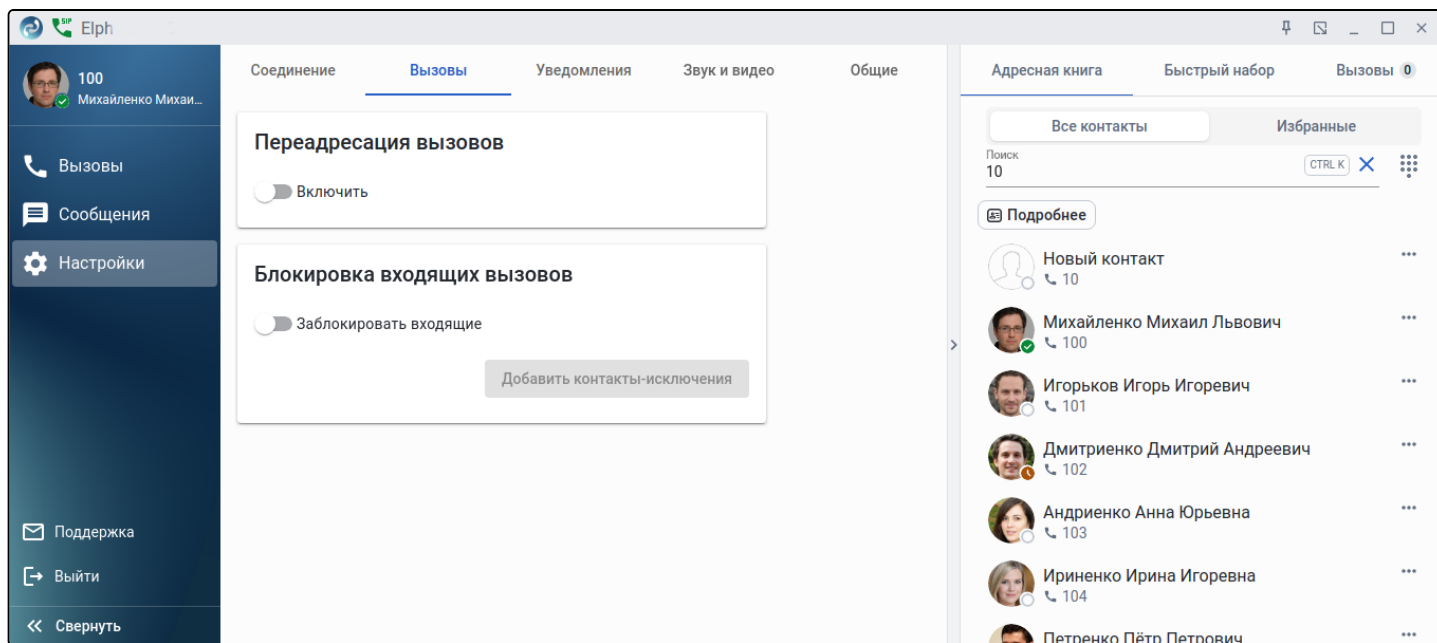 SIP
Elph
100
Михайленко Михаи...
Вызовы
Сообщения
Настройки
Поддержка
Выйти
Свернуть
Соединение
Вызовы
Уведомления
Звук и видео
Общие
Переадресация вызовов
Включить
Блокировка входящих вызовов
Заблокировать входящие
Добавить контакты-исключения
Адресная книга
Быстрый набор
Вызовы 0
Все контакты
Избранные
Поиск
10
CTRL K
Подробнее
Новый контакт
10
Михайленко Михаил Львович
100
Игорьков Игорь Игоревич
101
Дмитриенко Дмитрий Андреевич
102
Андриенко Анна Юрьевна
103
Ириненко Ирина Игоревна
104
Петренко Пётр Петрович